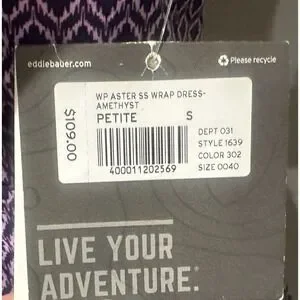 eddiebauer.com
Please recycle
WP ASTER SS WRAP DRESS-
AMETHYST
PETITE S
$109.00
DEPT 031
STYLE 1639
COLOR 302
SIZE 0040
400011202569
LIVE YOUR
ADVENTURE.